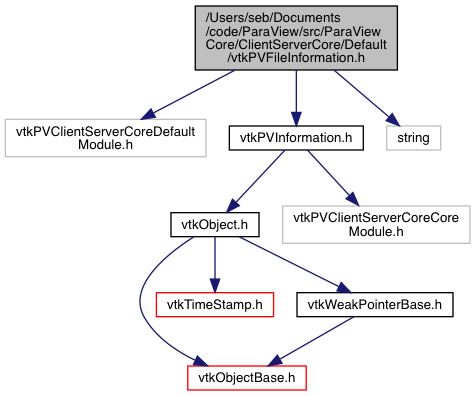 /Users/seb/Documents
/code/ParaView/src/ParaView
Core/ClientServerCore/Default
/vtkPVFileInformation.h
vtkPVClientServerCoreDefault
Module.h
vtkPVInformation.h
string
vtkObject.h
vtkPVClientServerCoreCore
Module.h
vtkTimeStamp.h
vtkWeakPointerBase.h
vtkObjectBase.h